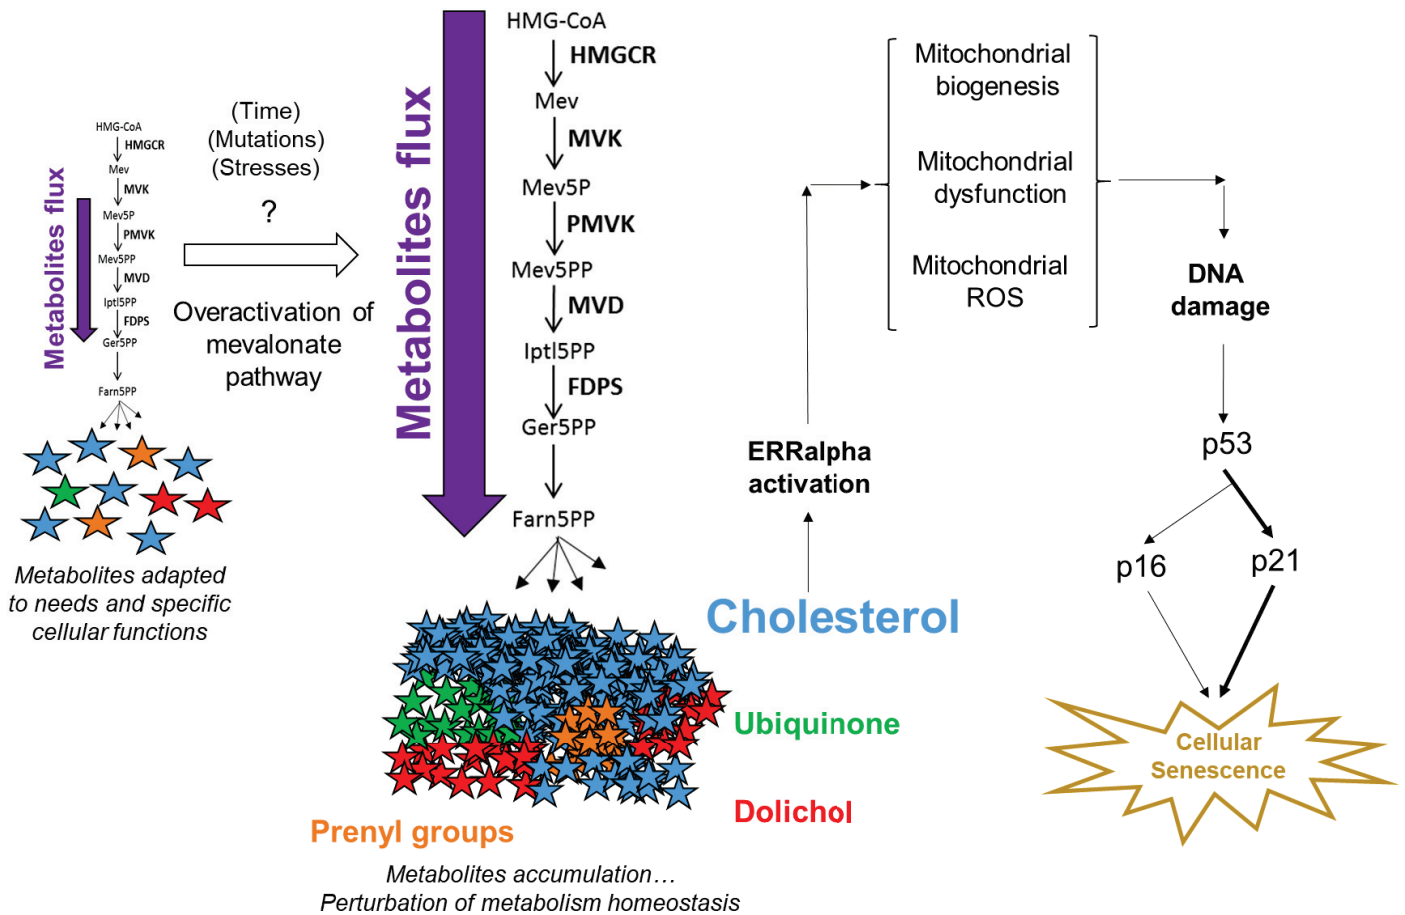 HMG-CoA
HMGCR
Mev
MVK
Mev5P
PMVK
Mev5PP
MVD
Iptl5PP
FDPS
Ger5PP
Farn5PP
Metabolites flux
Metabolites adapted
to needs and specific
cellular functions
(Time)
(Mutations)
(Stresses)
?
Overactivation of
mevalonate
pathway
Metabolites flux
HMG-CoA
HMGCR
Mev
MVK
Mev5P
PMVK
Mev5PP
MVD
Iptl5PP
FDPS
Ger5PP
Farn5PP
Cholesterol
Ubiquinone
Dolichol
Prenyl groups
Metabolites accumulation…
Perturbation of metabolism homeostasis
ERRalpha
activation
Mitochondrial
biogenesis
Mitochondrial
dysfunction
Mitochondrial
ROS
DNA
damage
p53
p16
p21
Cellular
Senescence